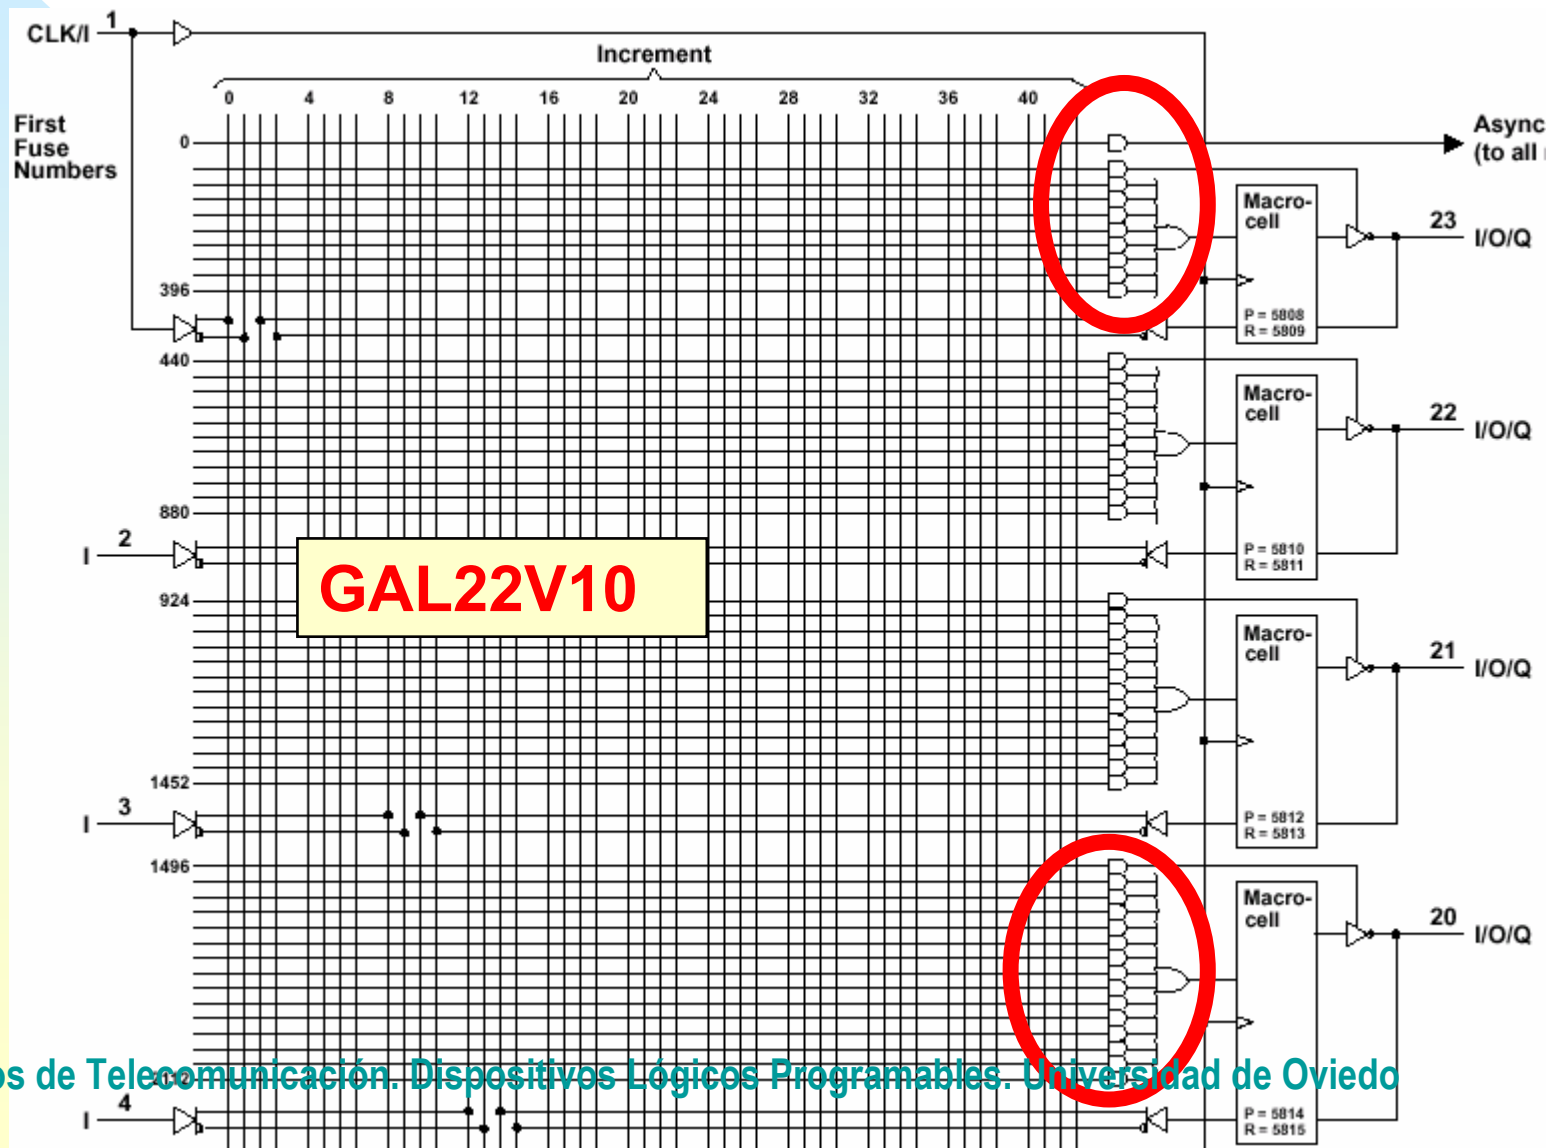 CLK/I 1
Increment
0 4 8 12 16 20 24 28 32 36 40
First
Fuse
Numbers
0
Async
(to all
Macro-
cell
23
I/O/Q
396
P = 5808
R = 5809
440
Macro-
cell
22
I/O/Q
880
I 2
P = 5810
R = 5811
GAL22V10
924
Macro-
cell
21
I/O/Q
1452
I 3
P = 5812
R = 5813
1496
Macro-
cell
20
I/O/Q
2112
os de Telecomunicación. Dispositivos Lógicos Programables. Universidad de Oviedo
I 4
P = 5814
R = 5815